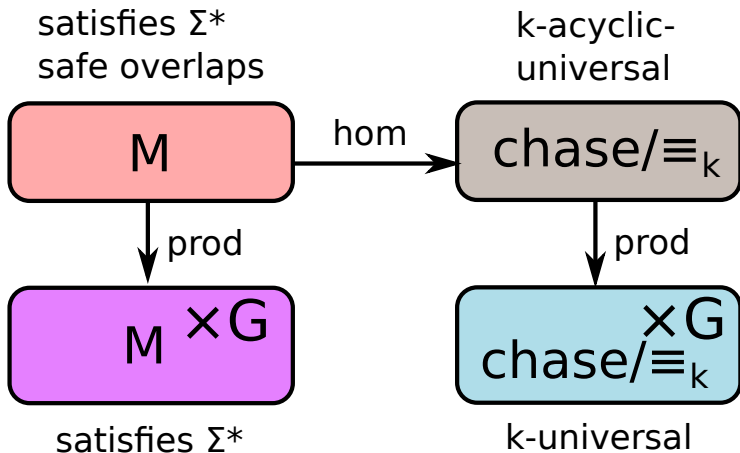 satisfies Σ*
safe overlaps
k-acyclic-
universal
M
hom
chase/≡ₖ
prod
prod
M ×G
×G
chase/≡ₖ
satisfies Σ*
k-universal